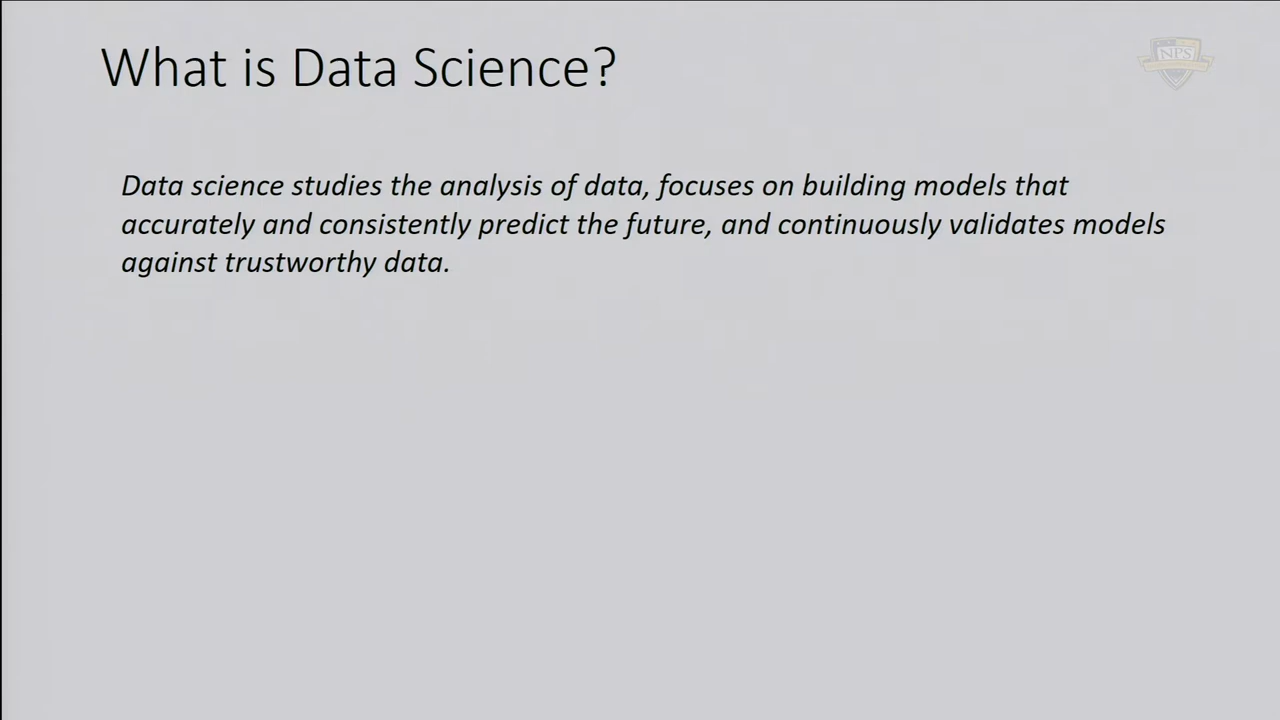 What is Data Science?
NPS
Data science studies the analysis of data, focuses on building models that
accurately and consistently predict the future, and continuously validates models
against trustworthy data.